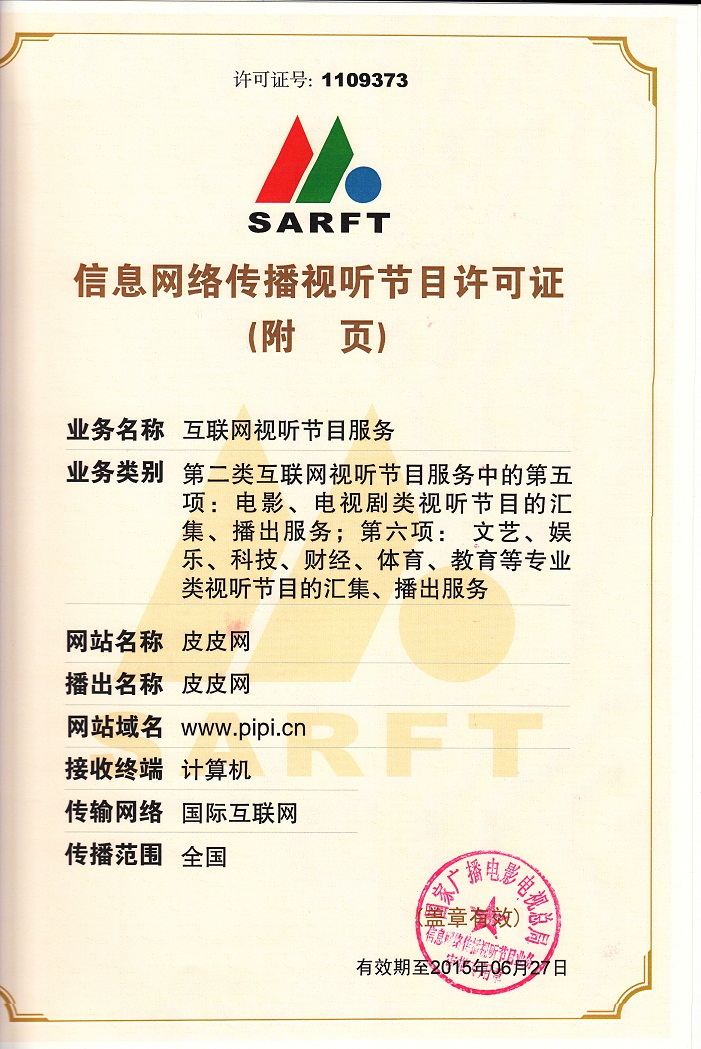 许可证号: 1109373
SARFT
信息网络传播视听节目许可证
(附 页)
业务名称 互联网视听节目服务
业务类别 第二类互联网视听节目服务中的第五
项：电影、电视剧类视听节目的汇
集、播出服务；第六项： 文艺、娱
乐、科技、财经、体育、教育等专业
类视听节目的汇集、播出服务
网站名称 皮皮网
播出名称 皮皮网
网站域名 www.pipi.cn
SARFT
接收终端 计算机
传输网络 国际互联网
传播范围 全国
国家广播电影电视总局
(盖章有效)
信息网络传播视听节目业务
有效期至2015年06月27日